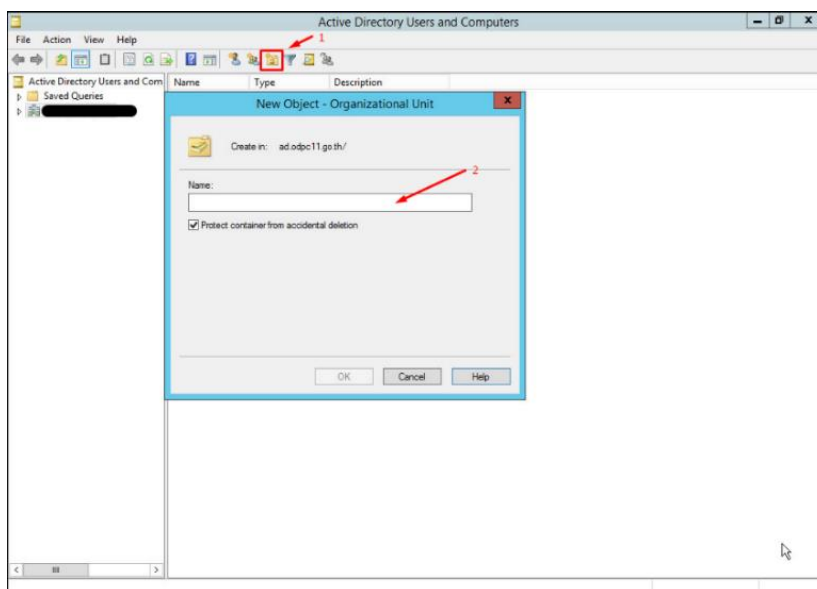 Active Directory Users and Computers
File Action View Help
1
Active Directory Users and Com
Name Type Description
Saved Queries
New Object - Organizational Unit
Create in: ad.odpc11.go.th/
2
Name:
Protect container from accidental deletion
OK Cancel Help